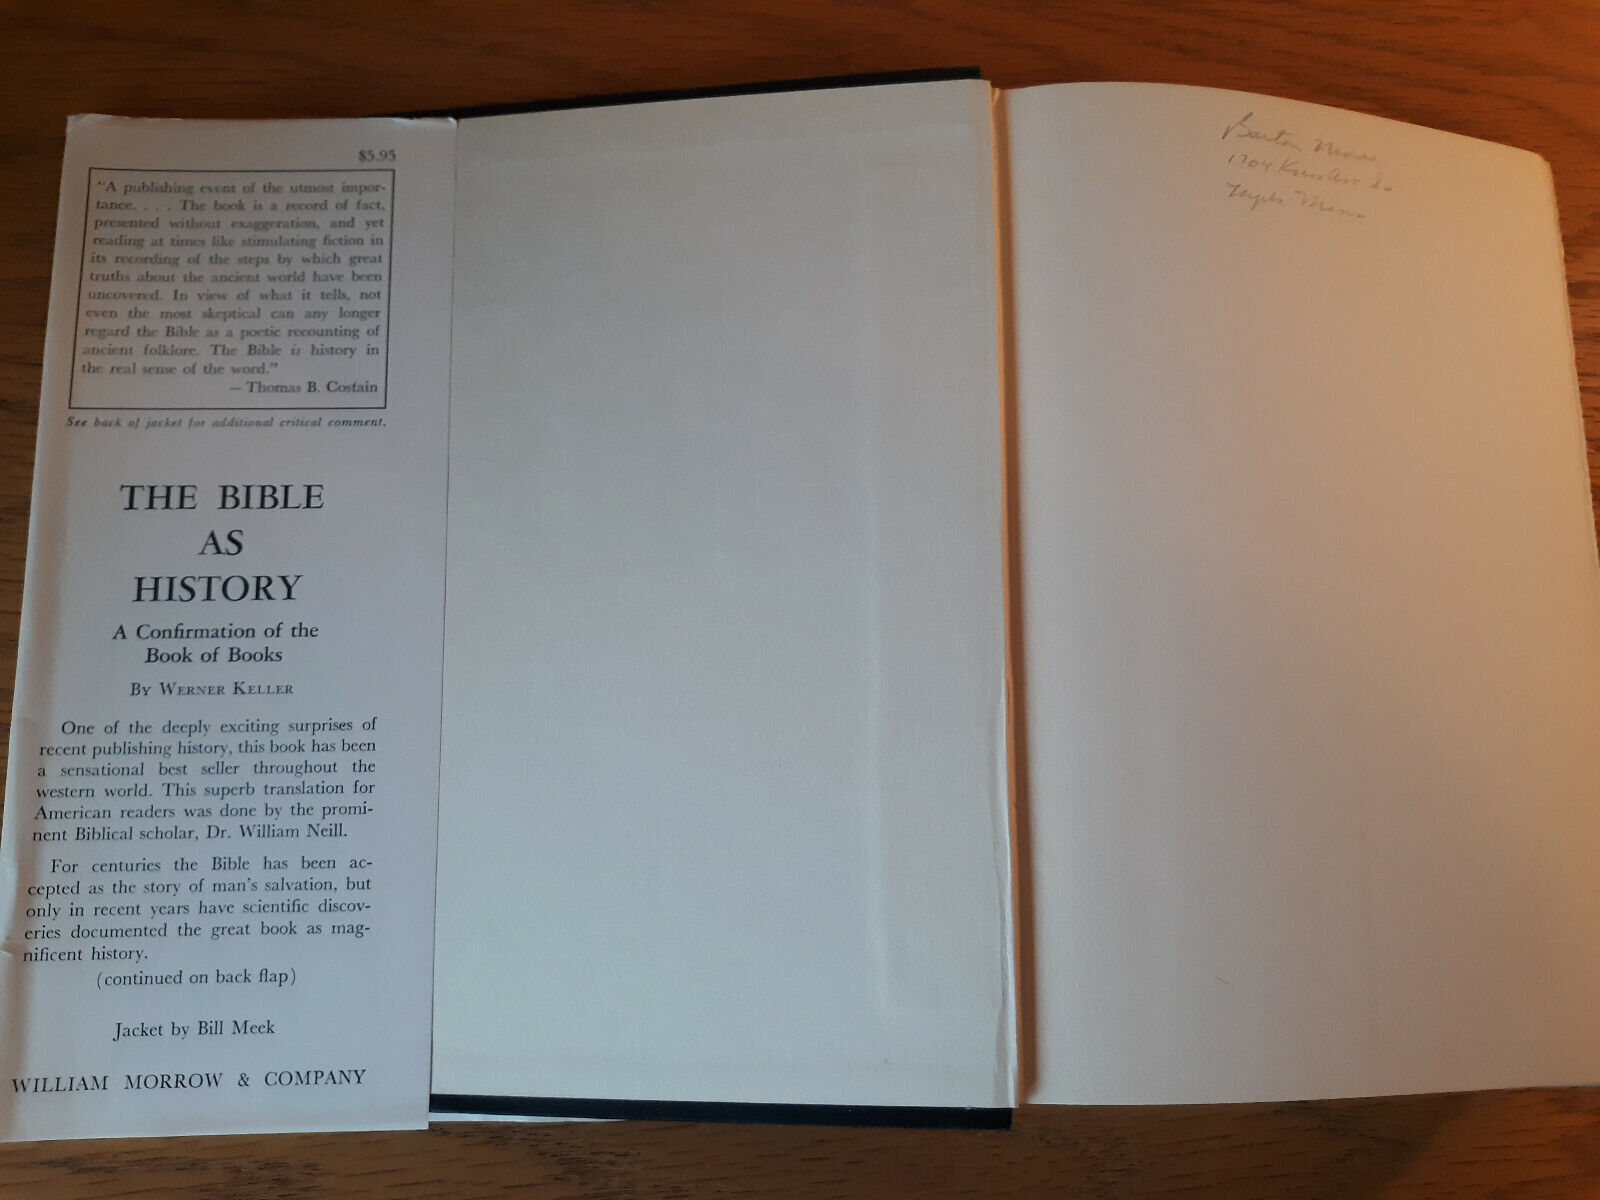 $5.95
"A publishing event of the utmost impor-
tance. . . . The book is a record of fact,
presented without exaggeration, and yet
reading at times like stimulating fiction in
its recording of the steps by which great
truths about the ancient world have been
uncovered. In view of what it tells, not
even the most skeptical can any longer
regard the Bible as a poetic recounting of
ancient folklore. The Bible is history in
the real sense of the word."
— Thomas B. Costain
See back of jacket for additional critical comment.
THE BIBLE
AS
HISTORY
A Confirmation of the
Book of Books
By Werner Keller
One of the deeply exciting surprises of
recent publishing history, this book has been
a sensational best seller throughout the
western world. This superb translation for
American readers was done by the promi-
nent Biblical scholar, Dr. William Neill.
For centuries the Bible has been ac-
cepted as the story of man's salvation, but
only in recent years have scientific discov-
eries documented the great book as mag-
nificent history.
(continued on back flap)
Jacket by Bill Meek
WILLIAM MORROW & COMPANY
Barton
1704 Knox Ave So
Minn